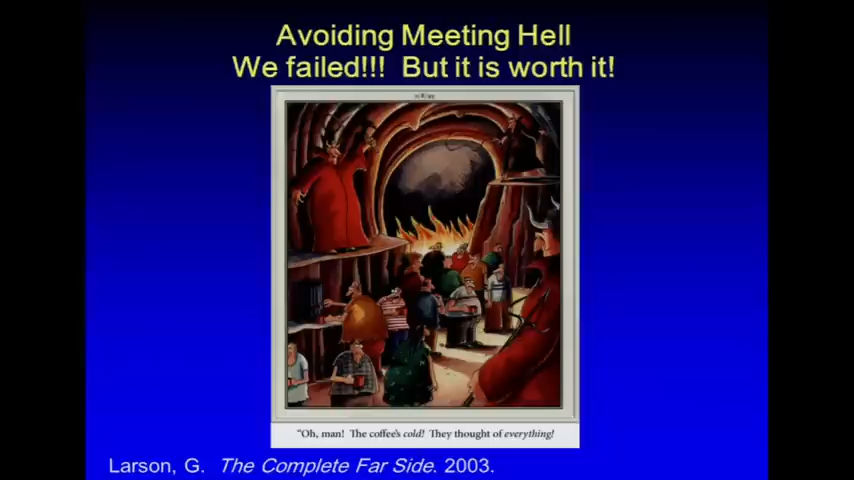 Avoiding Meeting Hell
We failed!!! But it is worth it!
"Oh, man! The coffee's cold! They thought of everything!
Larson, G. The Complete Far Side. 2003.